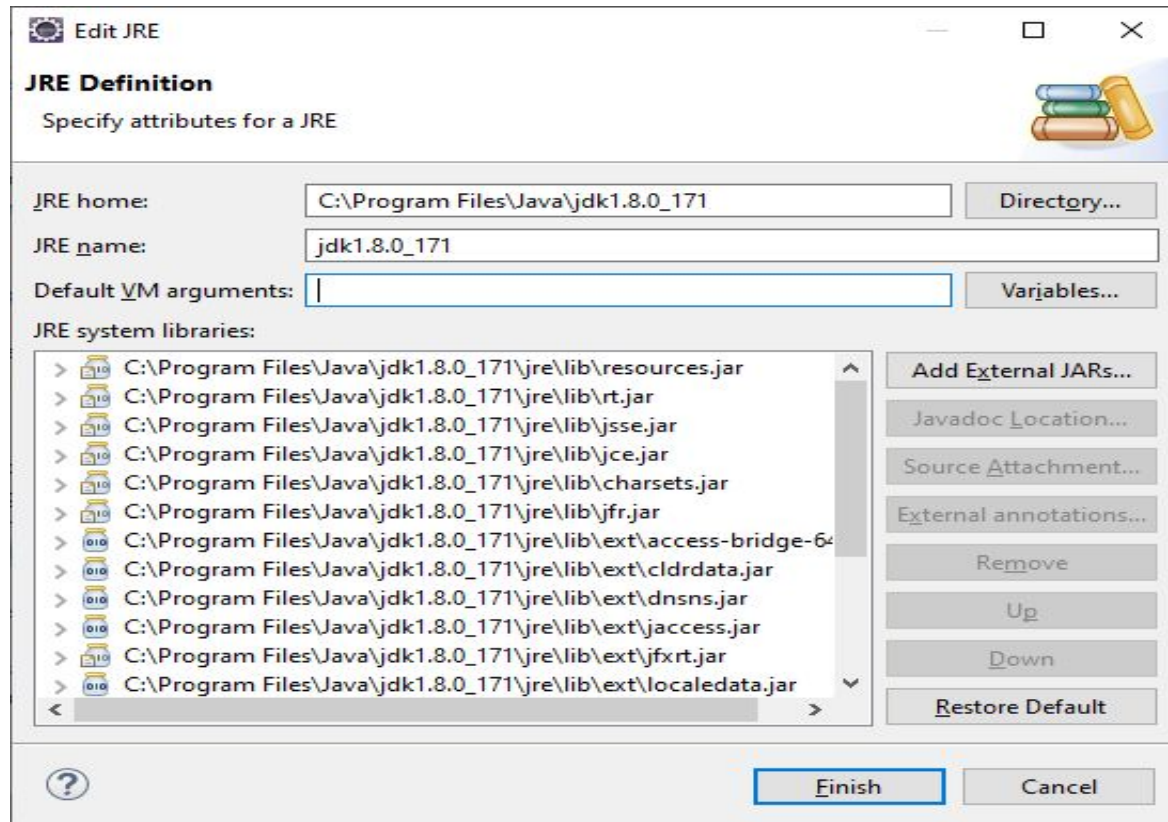 Edit JRE
JRE Definition
Specify attributes for a JRE
JRE home: C:\Program Files\Java\jdk1.8.0_171 Directory...
JRE name: jdk1.8.0_171
Default VM arguments: Variables...
JRE system libraries:
C:\Program Files\Java\jdk1.8.0_171\jre\lib\resources.jar
C:\Program Files\Java\jdk1.8.0_171\jre\lib\rt.jar
C:\Program Files\Java\jdk1.8.0_171\jre\lib\jsse.jar
C:\Program Files\Java\jdk1.8.0_171\jre\lib\jce.jar
C:\Program Files\Java\jdk1.8.0_171\jre\lib\charsets.jar
C:\Program Files\Java\jdk1.8.0_171\jre\lib\jfr.jar
C:\Program Files\Java\jdk1.8.0_171\jre\lib\ext\access-bridge-64
C:\Program Files\Java\jdk1.8.0_171\jre\lib\ext\cldrdata.jar
C:\Program Files\Java\jdk1.8.0_171\jre\lib\ext\dnsns.jar
C:\Program Files\Java\jdk1.8.0_171\jre\lib\ext\jaccess.jar
C:\Program Files\Java\jdk1.8.0_171\jre\lib\ext\jfxrt.jar
C:\Program Files\Java\jdk1.8.0_171\jre\lib\ext\localedata.jar
Add External JARs...
Javadoc Location...
Source Attachment...
External annotations...
Remove
Up
Down
Restore Default
? Finish Cancel